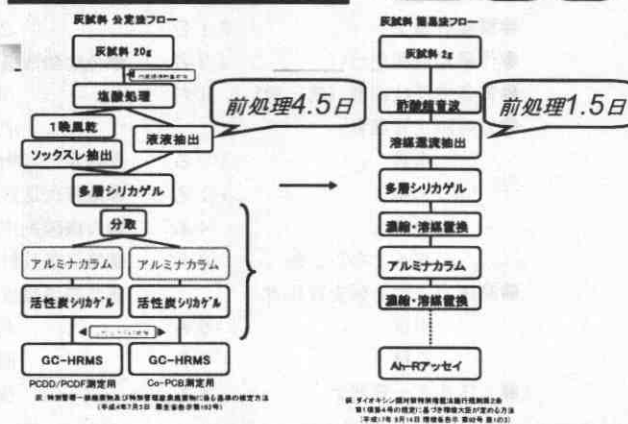 灰試料 公定法フロー
灰試料 20g
塩酸処理
前処理4.5日
1晩風乾
液液抽出
ソックスレ抽出
多層シリカゲル
分取
アルミナカラム
アルミナカラム
活性炭シリカゲル
活性炭シリカゲル
GC-HRMS
GC-HRMS
PCDD/PCDF測定用
Co-PCB測定用
灰試料 簡易法フロー
灰試料 2g
酢酸超音波
前処理1.5日
溶媒還流抽出
多層シリカゲル
濃縮・溶媒置換
アルミナカラム
濃縮・溶媒置換
Ah-Rアッセイ